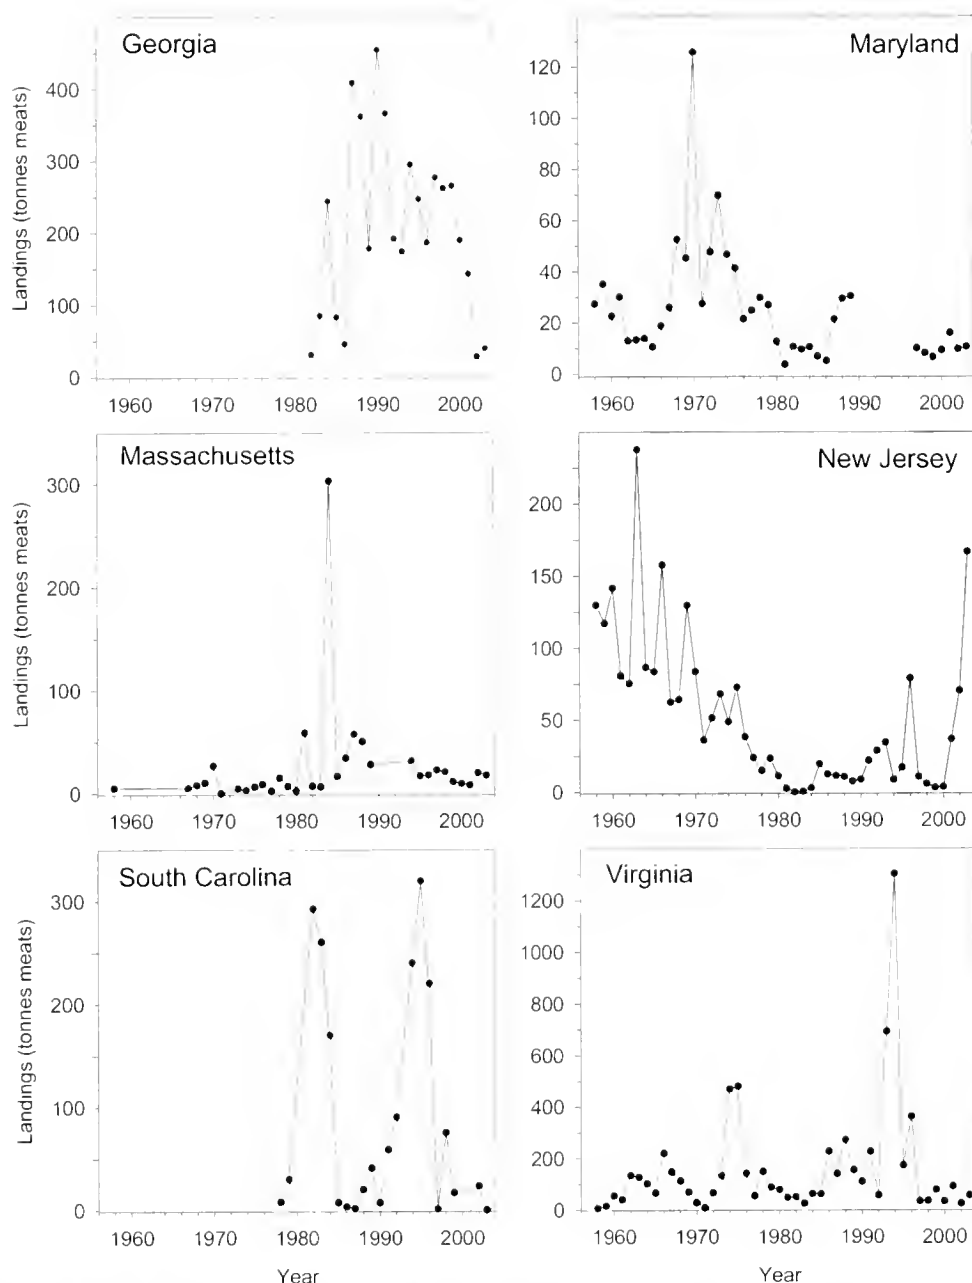 Georgia
Landings (tonnes meats)
400
300
200
100
0
1960 1970 1980 1990 2000
Maryland
120
100
80
60
40
20
0
1960 1970 1980 1990 2000
Massachusetts
Landings (tonnes meats)
300
200
100
0
1960 1970 1980 1990 2000
New Jersey
200
150
100
50
0
1960 1970 1980 1990 2000
South Carolina
Landings (tonnes meats)
300
200
100
0
1960 1970 1980 1990 2000
Year
Virginia
1200
1000
800
600
400
200
0
1960 1970 1980 1990 2000
Year